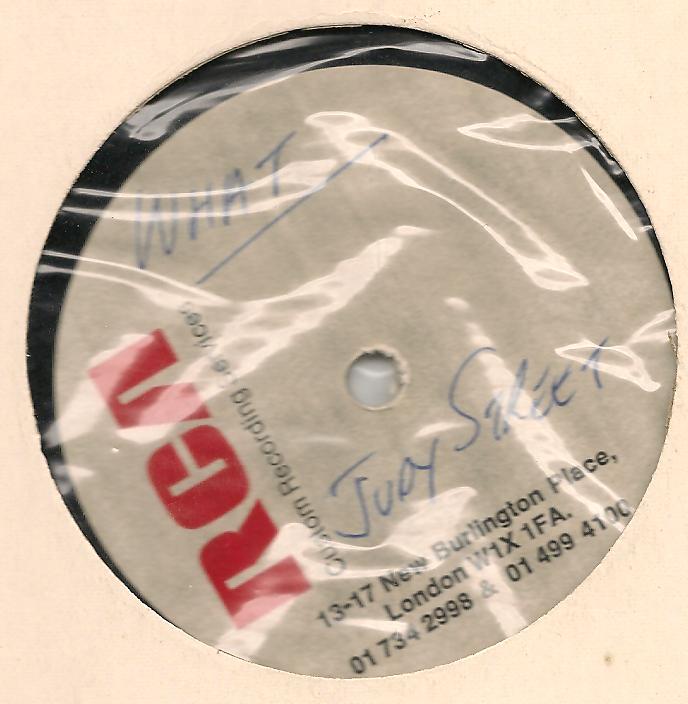 WHAT
RCA
Custom Recording Services
JUDY STREET
13-17 New Burlington Place,
London W1X 1FA.
01 734 2998 & 01 499 4100